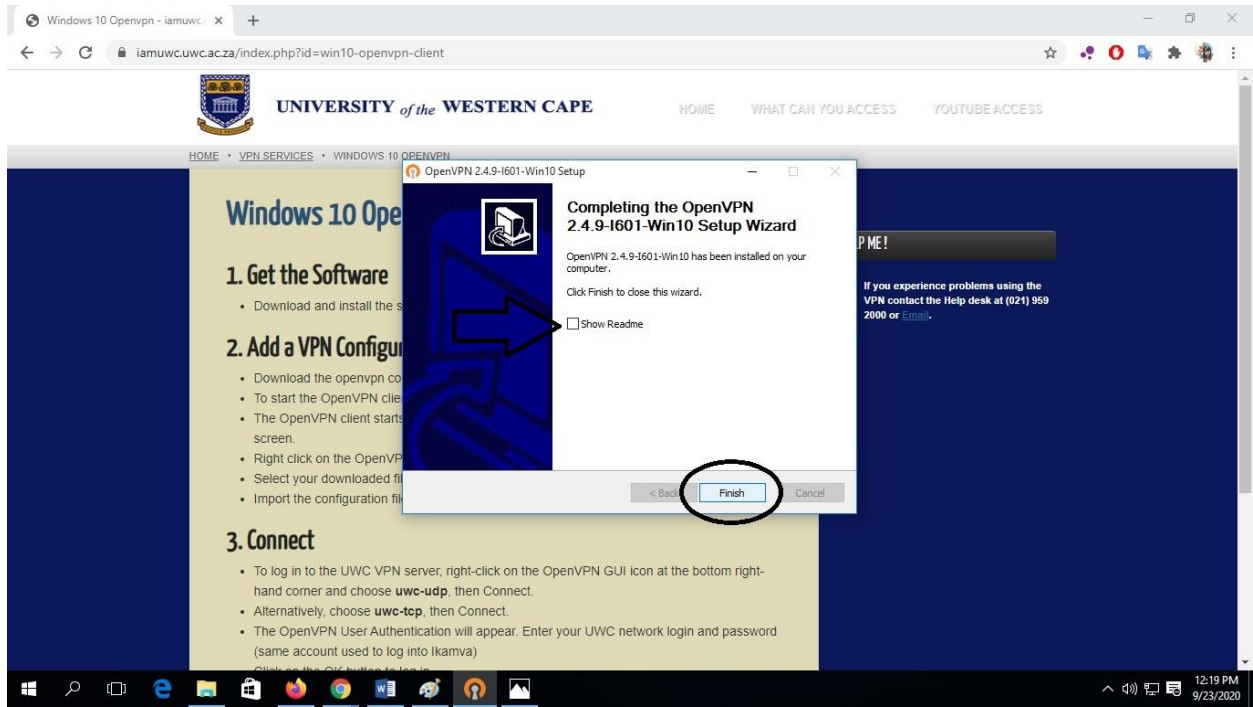 Windows 10 Openvpn - iamuwc.
iamuwc.uwc.ac.za/index.php?id=win10-openvpn-client
UNIVERSITY of the WESTERN CAPE
HOME WHAT CAN YOU ACCESS YOUTUBE ACCESS
HOME • VPN SERVICES • WINDOWS 10 OPENVPN
OpenVPN 2.4.9-I601-Win10 Setup
Completing the OpenVPN
2.4.9-I601-Win10 Setup Wizard
OpenVPN 2.4.9-I601-Win10 has been installed on your
computer.
Click Finish to close this wizard.
Show Readme
< Back Finish Cancel
Windows 10 Ope
1. Get the Software
• Download and install the s
2. Add a VPN Configu
• Download the openvpn co
• To start the OpenVPN clie
• The OpenVPN client starts
screen.
• Right click on the OpenVP
• Select your downloaded fi
• Import the configuration fil
3. Connect
• To log in to the UWC VPN server, right-click on the OpenVPN GUI icon at the bottom right-
hand corner and choose uwc-udp, then Connect.
• Alternatively, choose uwc-tcp, then Connect.
• The OpenVPN User Authentication will appear. Enter your UWC network login and password
(same account used to log into Ikamva)
Click on the OK button to log in
P ME !
If you experience problems using the
VPN contact the Help desk at (021) 959
2000 or Email.
12:19 PM
9/23/2020